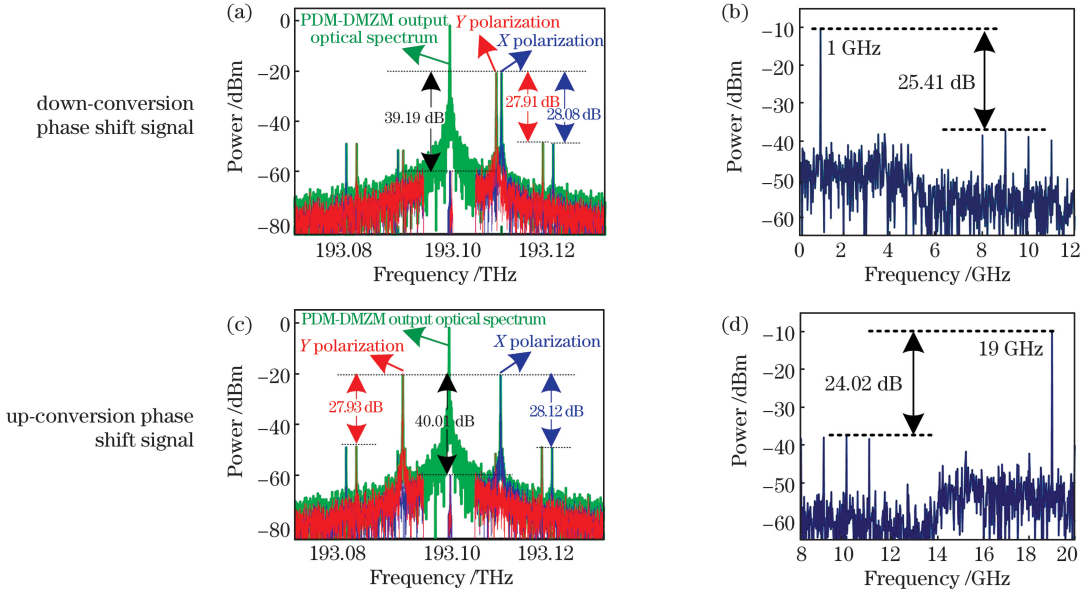 (a)
0
−20
−40
−60
−80
Power /dBm
PDM-DMZM output
optical spectrum
Y polarization
X polarization
39.19 dB
27.91 dB
28.08 dB
193.08
193.10
193.12
Frequency /THz
down-conversion
phase shift signal
(b)
−10
−20
−30
−40
−50
−60
Power /dBm
1 GHz
25.41 dB
0
2
4
6
8
10
12
Frequency /GHz
(c)
0
−20
−40
−60
−80
Power /dBm
PDM-DMZM output optical spectrum
Y polarization
X polarization
27.93 dB
40.01 dB
28.12 dB
193.08
193.10
193.12
Frequency /THz
up-conversion phase
shift signal
(d)
−10
−20
−30
−40
−50
−60
Power /dBm
19 GHz
24.02 dB
8
10
12
14
16
18
20
Frequency /GHz